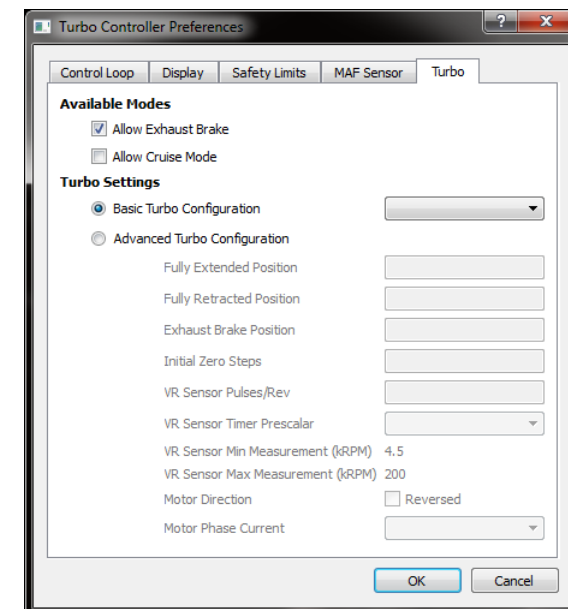 Turbo Controller Preferences ? X
Control Loop Display Safety Limits MAF Sensor Turbo
Available Modes
Allow Exhaust Brake
Allow Cruise Mode
Turbo Settings
Basic Turbo Configuration
Advanced Turbo Configuration
Fully Extended Position
Fully Retracted Position
Exhaust Brake Position
Initial Zero Steps
VR Sensor Pulses/Rev
VR Sensor Timer Prescalar
VR Sensor Min Measurement (kRPM) 4.5
VR Sensor Max Measurement (kRPM) 200
Motor Direction Reversed
Motor Phase Current
OK Cancel